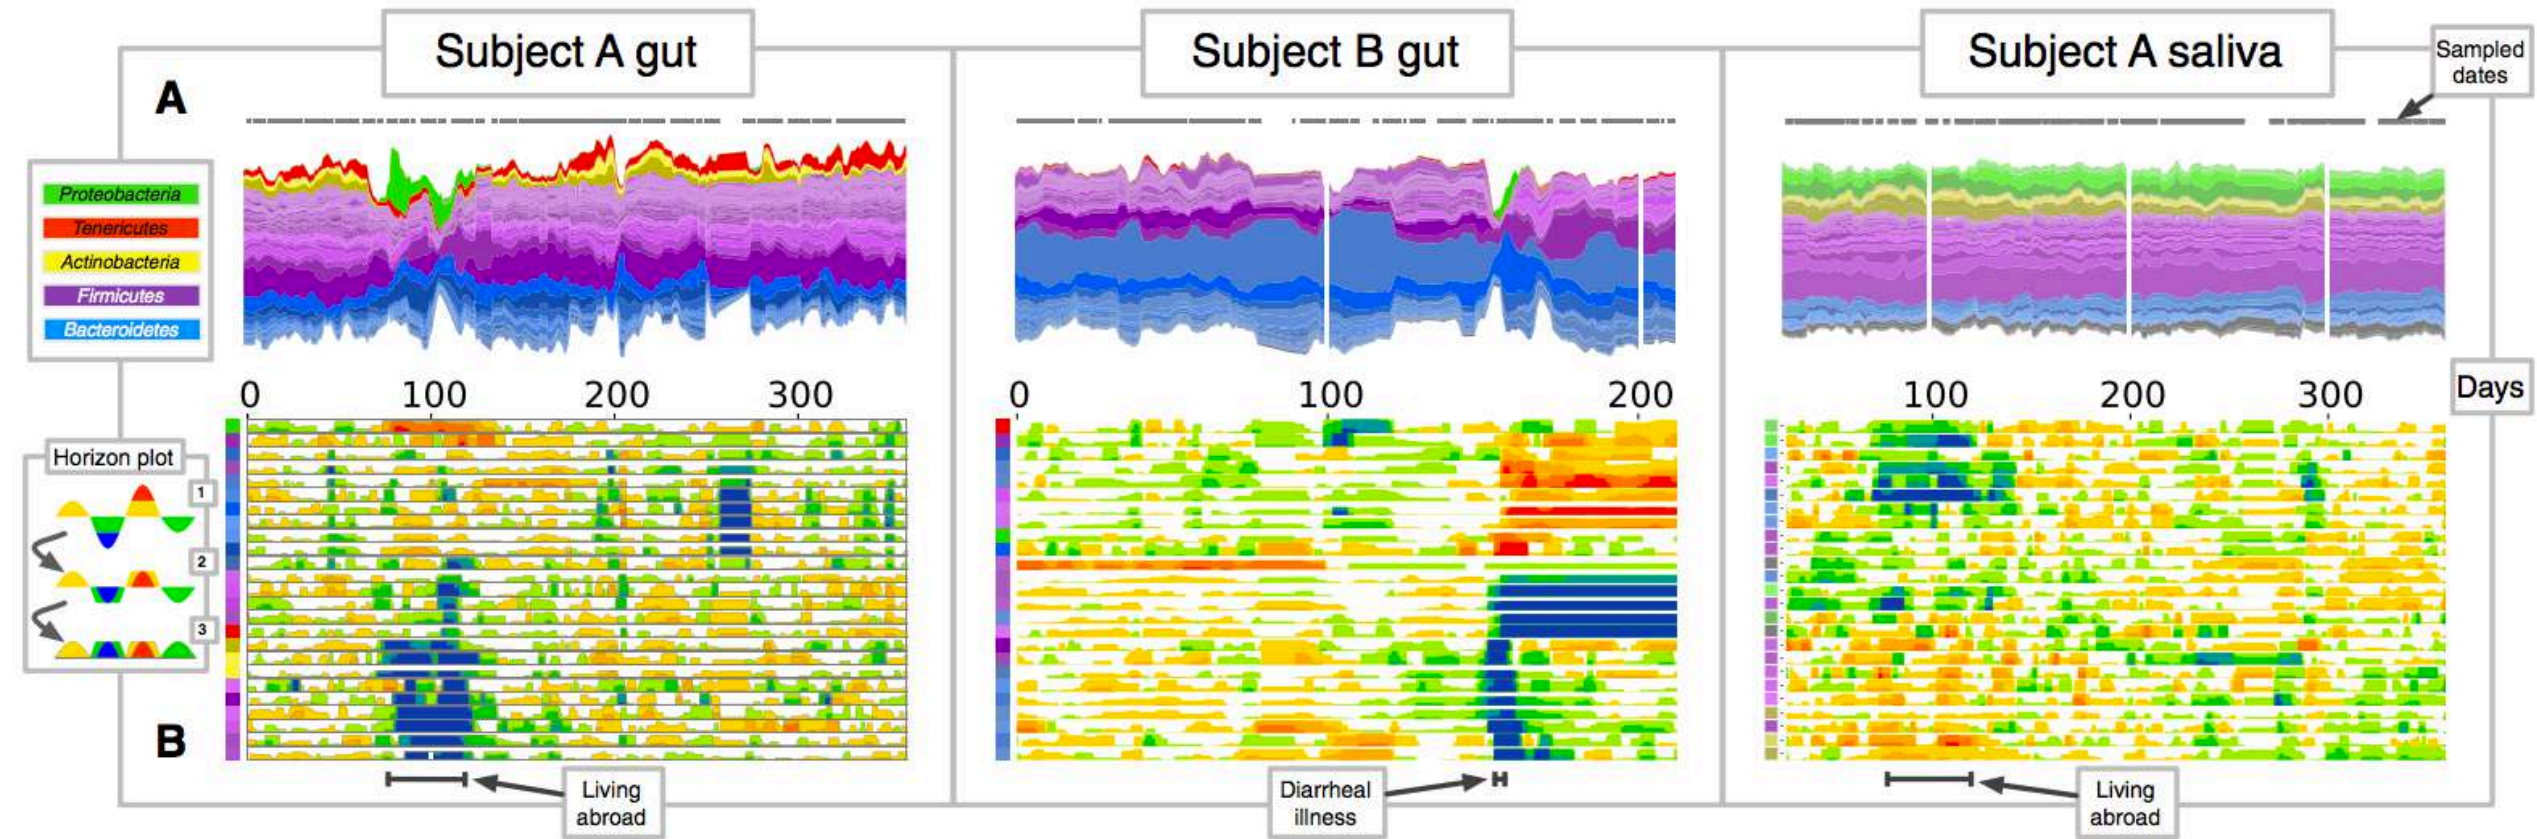 Subject A gut
Subject B gut
Subject A saliva
Sampled
dates
A
Proteobacteria
Tenericutes
Actinobacteria
Firmicutes
Bacteroidetes
0 100 200 300
0 100 200
100 200 300
Days
Horizon plot
1
2
3
B
Living
abroad
Diarrheal
illness
Living
abroad